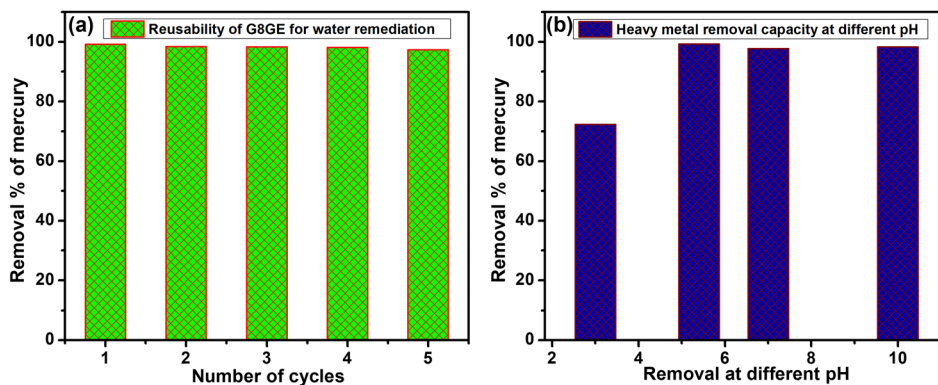 (a)
Reusability of G8GE for water remediation
Removal % of mercury
100
80
60
40
20
0
1 2 3 4 5
Number of cycles
(b)
Heavy metal removal capacity at different pH
Removal % of mercury
100
80
60
40
20
0
2 4 6 8 10
Removal at different pH